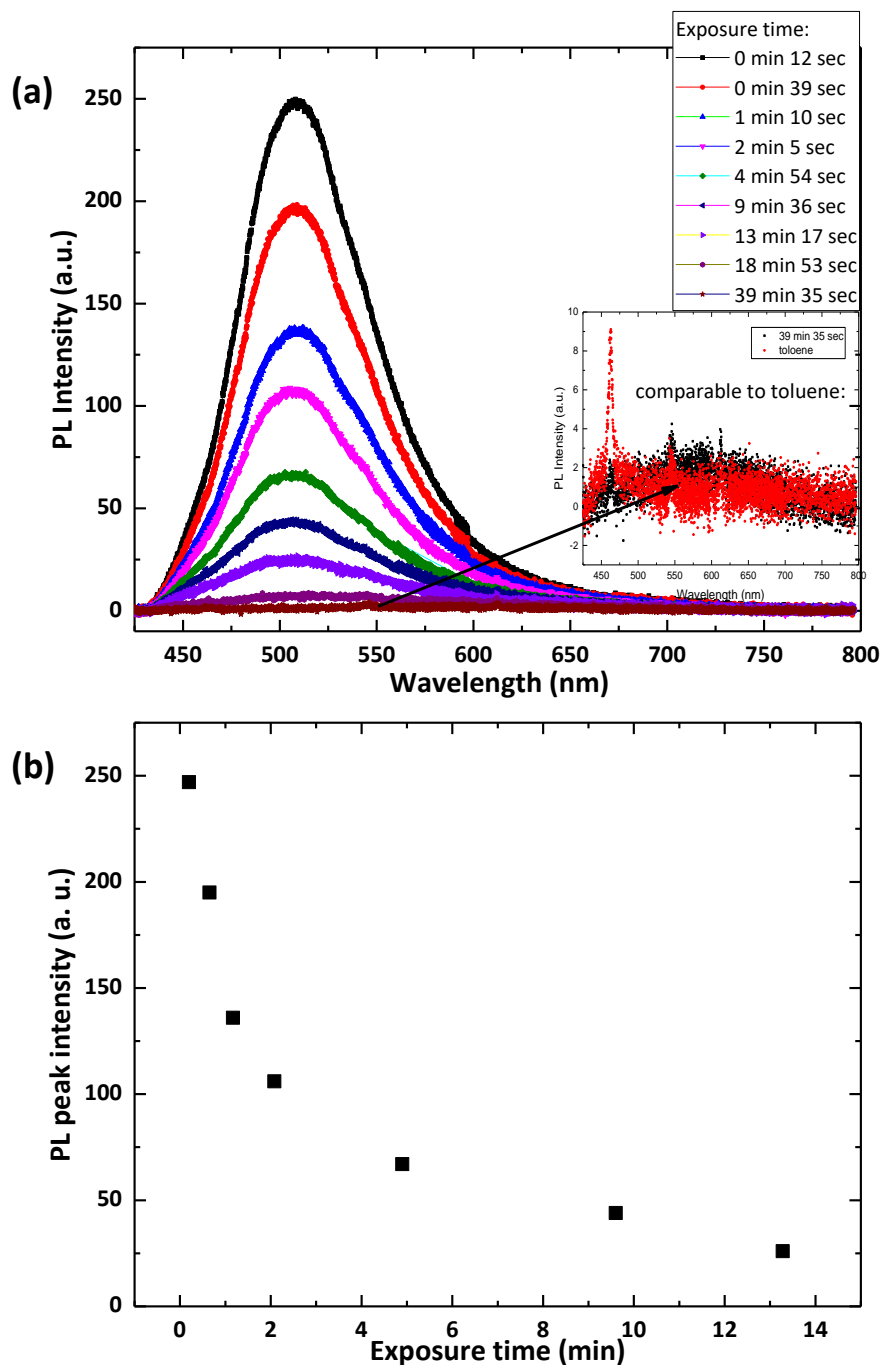 Exposure time:
0 min 12 sec
0 min 39 sec
1 min 10 sec
2 min 5 sec
4 min 54 sec
9 min 36 sec
13 min 17 sec
18 min 53 sec
39 min 35 sec
(a)
250
200
150
100
50
0
PL Intensity (a.u.)
450 500 550 600 650 700 750 800
Wavelength (nm)
10
8
6
4
2
0
-2
PL Intensity (a.u.)
39 min 35 sec
toloene
comparable to toluene:
450 500 550 600 650 700 750 800
Wavelength (nm)
(b)
250
200
150
100
50
0
PL peak intensity (a. u.)
0 2 4 6 8 10 12 14
Exposure time (min)